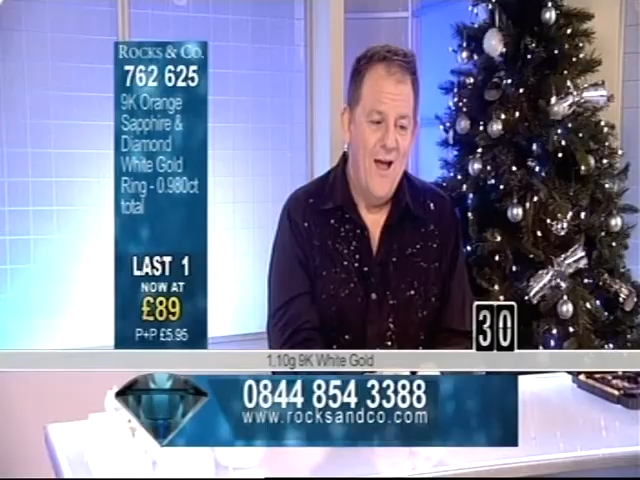 ROCKS & CO.
762 625
9K Orange
Sapphire &
Diamond
White Gold
Ring - 0.980ct
total
LAST 1
NOW AT
£89
P+P £5.95
30
1.10g 9K White Gold
0844 854 3388
www.rocksandco.com